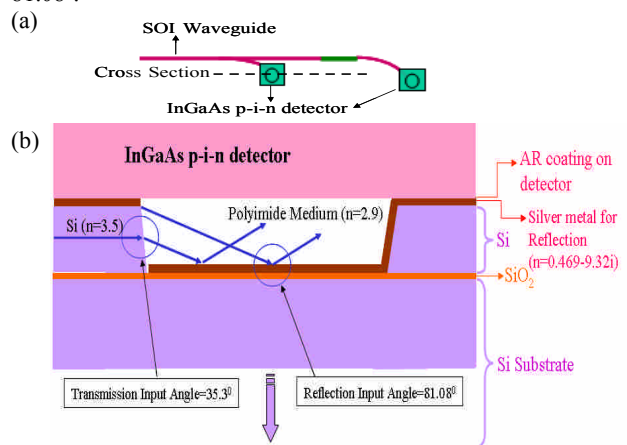 (a)
SOI Waveguide
Cross Section
InGaAs p-i-n detector
(b)
InGaAs p-i-n detector
AR coating on
detector
Si (n=3.5)
Polyimide Medium (n=2.9)
Silver metal for
Reflection
(n=0.469-9.32i)
Si
SiO2
Transmission Input Angle=35.3⁰
Reflection Input Angle=81.08⁰
Si Substrate